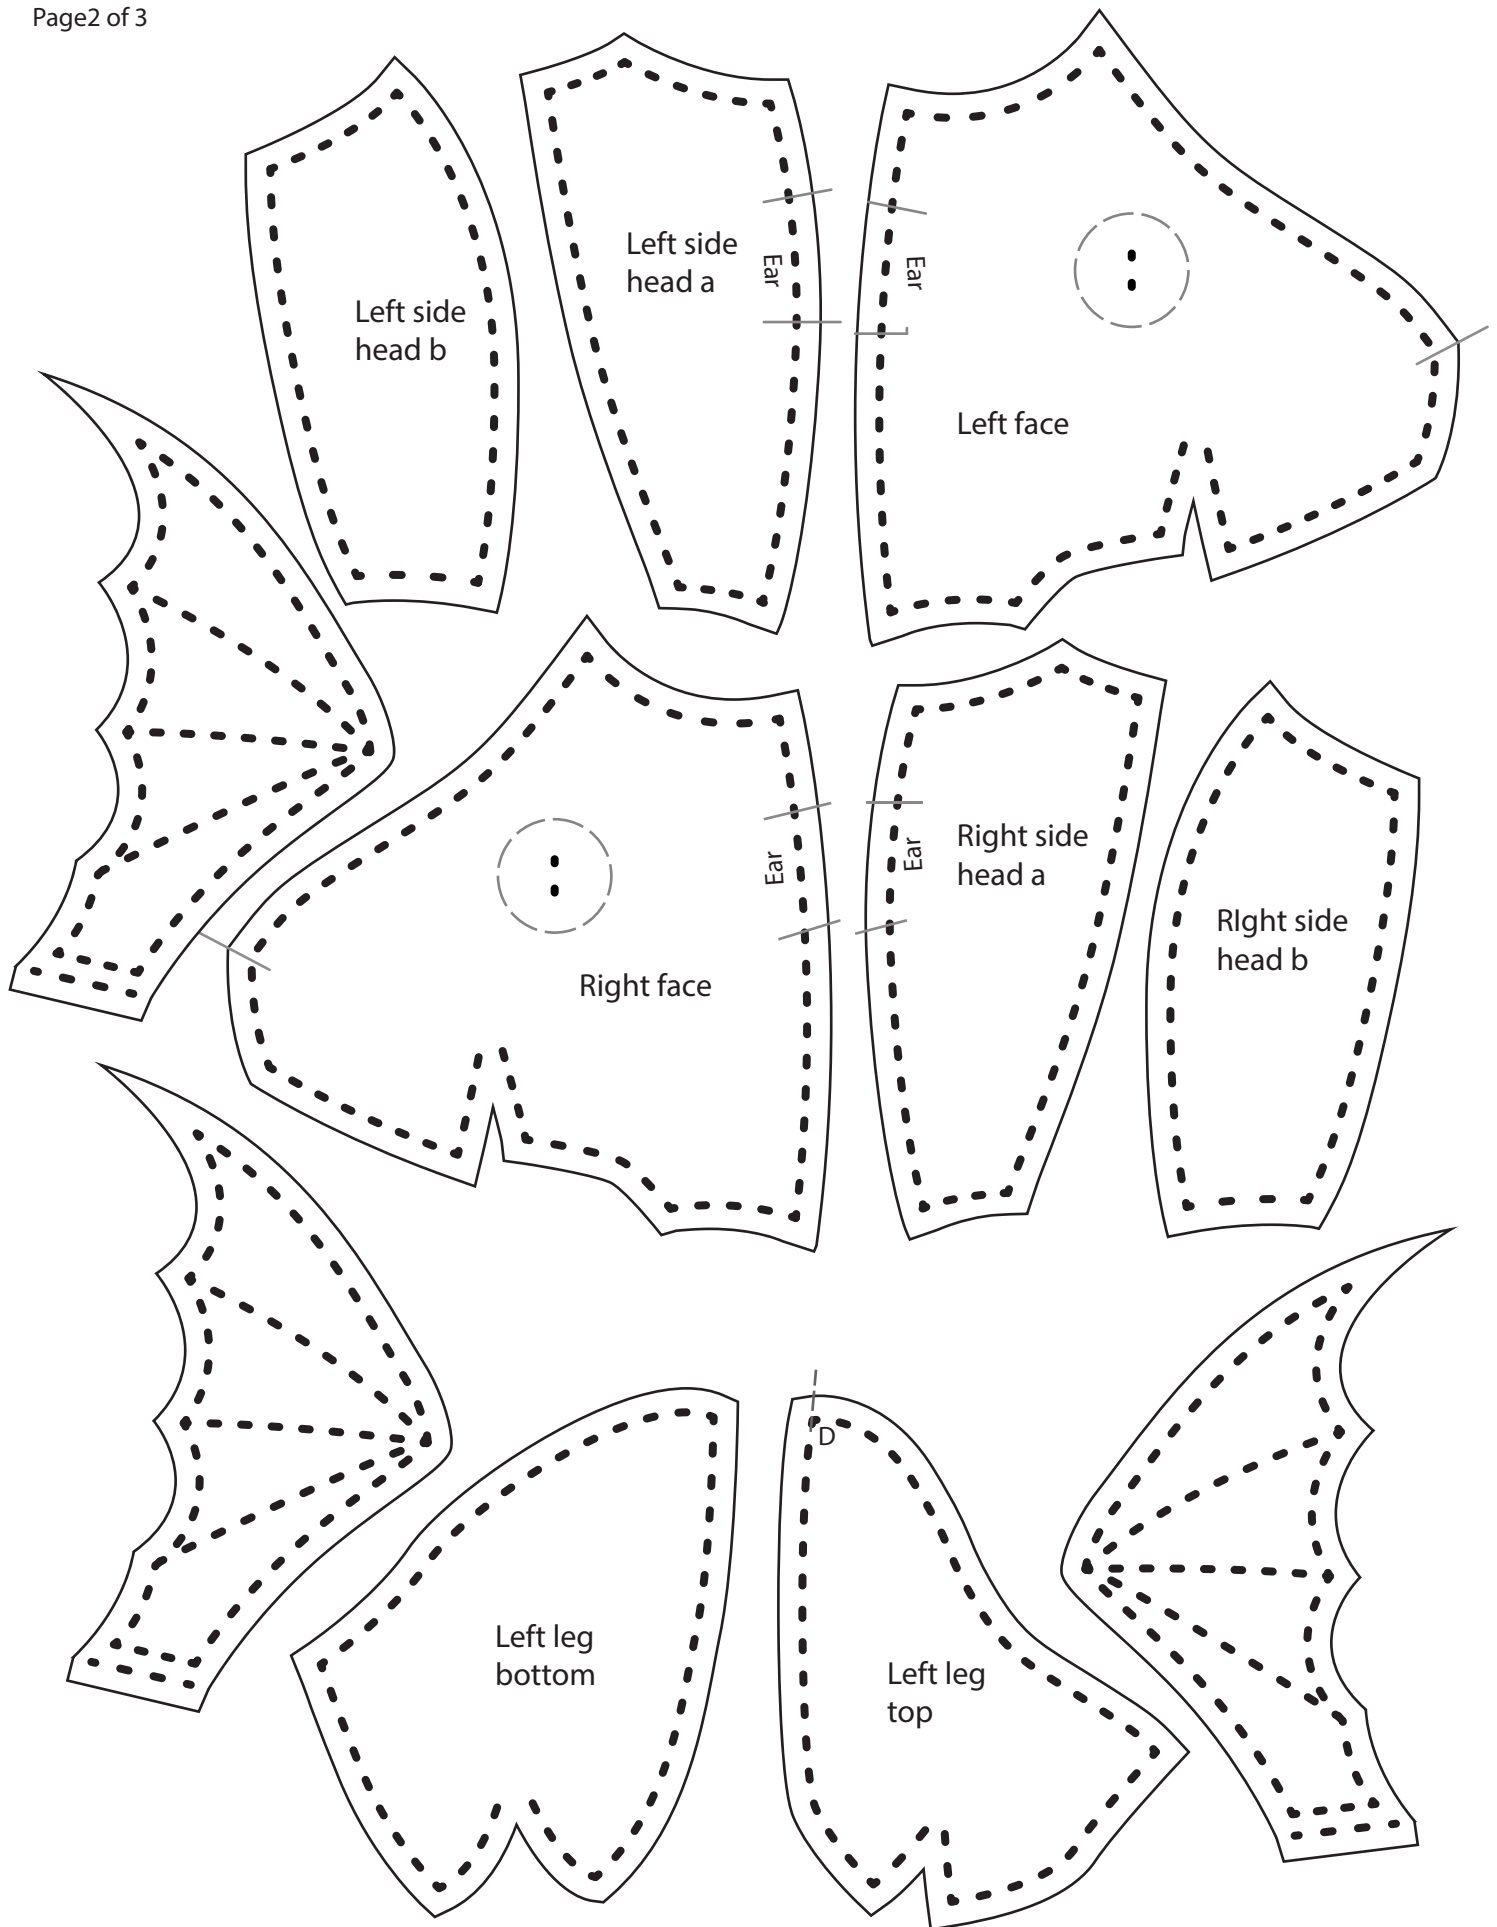 Page2 of 3
Left side
head b
Left side
head a
Ear
Ear
Left face
Right face
Ear
Ear
Right side
head a
RIght side
head b
Left leg
bottom
D
Left leg
top